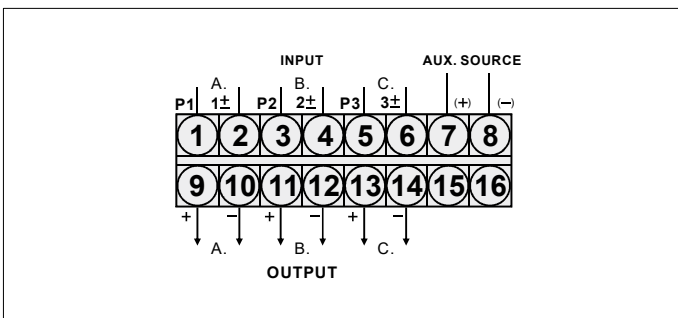 INPUT AUX. SOURCE
A. B. C.
P1 1± P2 2± P3 3± (+) (−)
1 2 3 4 5 6 7 8
9 10 11 12 13 14 15 16
+ − + − + −
A. B. C.
OUTPUT